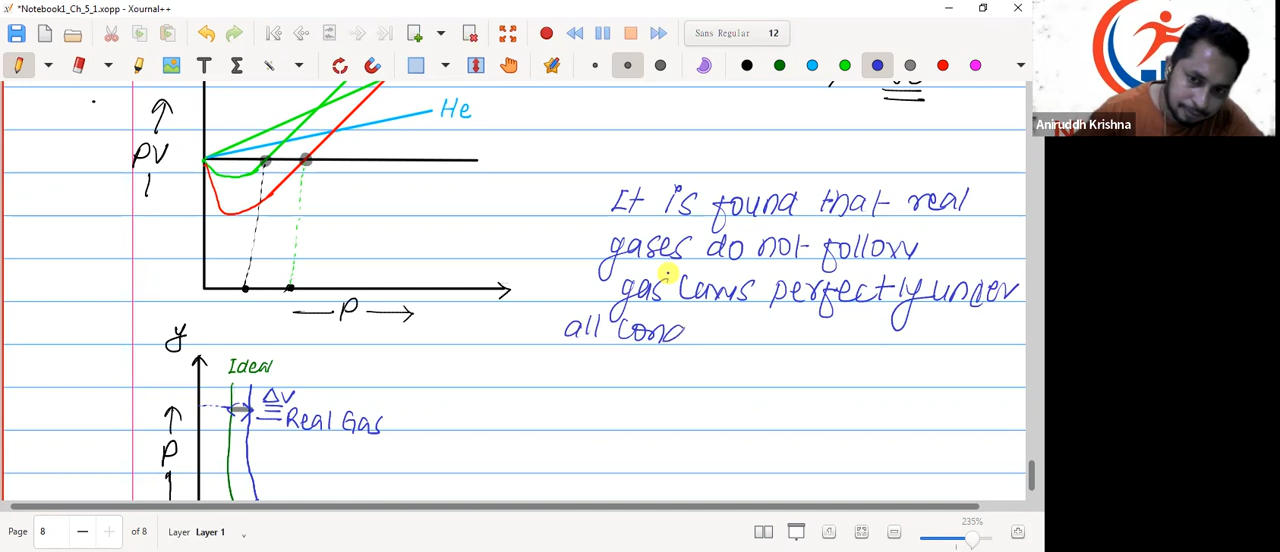 *Notebook1_Ch_5_1.xopp - Xournal++
Sans Regular 12
Aniruddh Krishna
He
PV
It is found that real
gases do not follow
gas laws perfectly under
all cond
P
y
Ideal
ΔV
Real Gas
P
Page 8 of 8 Layer Layer 1
235%